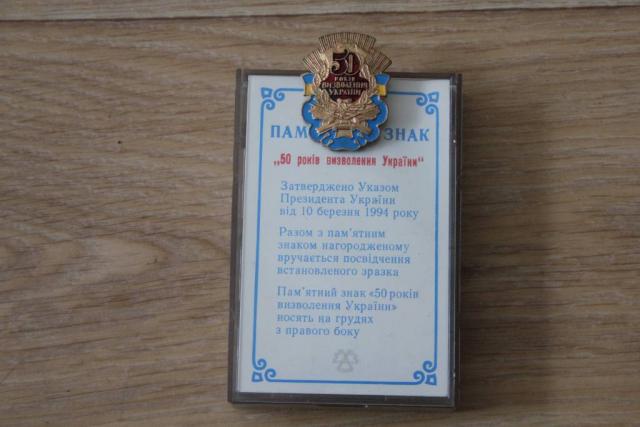 50
РОКІВ
ВИЗВОЛЕННЯ
УКРАЇНИ
ЗНАК
„50 років визволення України“
Затверджено Указом
Президента України
від 10 березня 1994 року
Разом з пам'ятним
знаком нагородженому
вручається посвідчення
встановленого зразка
Пам'ятний знак «50 років
визволення України»
носять на грудях
з правого боку